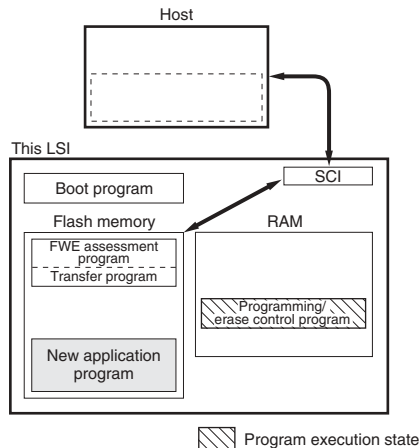 Host
This LSI
SCI
Boot program
Flash memory
RAM
FWE assessment
program
Transfer program
Programming/
erase control program
New application
program
Program execution state